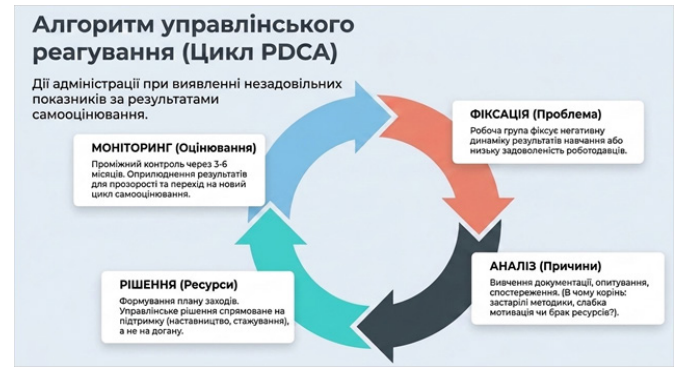 Алгоритм управлінського
реагування (Цикл PDCA)
Дії адміністрації при виявленні незадовільних
показників за результатами
самооцінювання.
ФІКСАЦІЯ (Проблема)
Робоча група фіксує негативну
динаміку результатів навчання або
низьку задоволеність роботодавців.
МОНІТОРИНГ (Оцінювання)
Проміжний контроль через 3-6
місяців. Оприлюднення результатів
для прозорості та перехід на новий
цикл самооцінювання.
АНАЛІЗ (Причини)
Вивчення документації, опитування,
спостереження. (В чому корінь:
застарілі методики, слабка
мотивація чи брак ресурсів?).
РІШЕННЯ (Ресурси)
Формування плану заходів.
Управлінське рішення спрямоване на
підтримку (наставництво, стажування),
а не на догану.